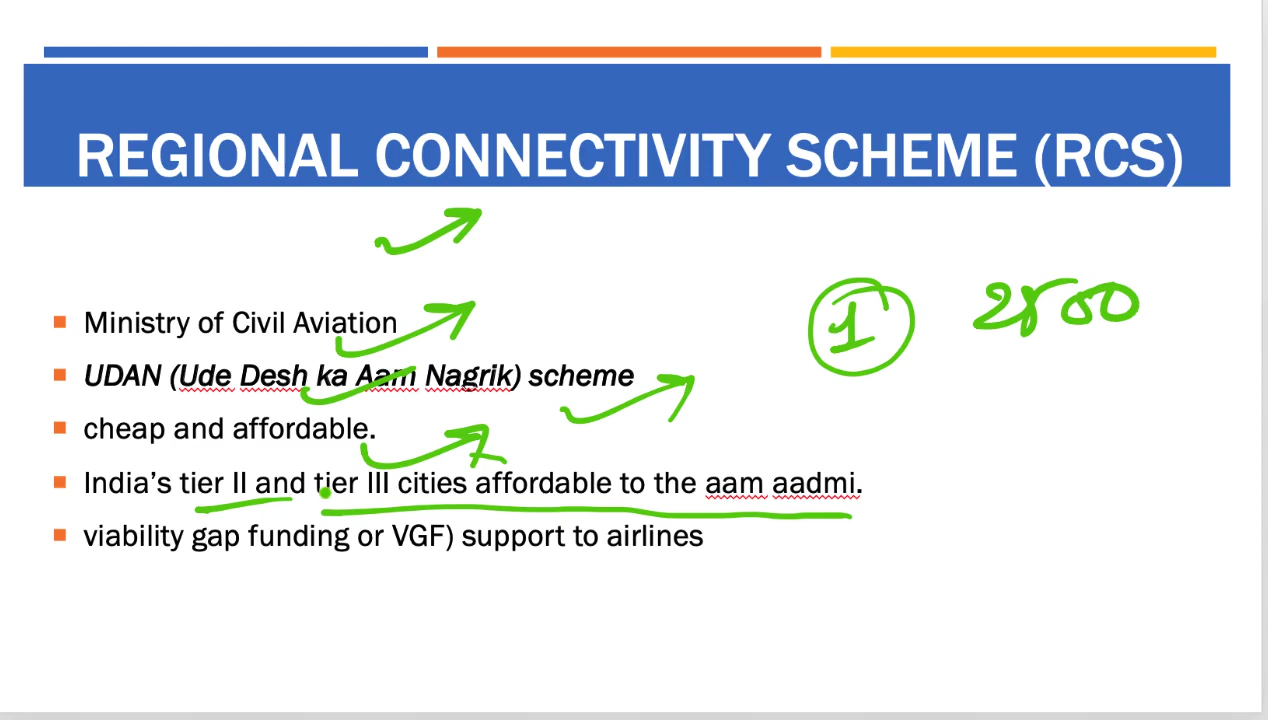 REGIONAL CONNECTIVITY SCHEME (RCS)
1 2500
Ministry of Civil Aviation
UDAN (Ude Desh ka Aam Nagrik) scheme
cheap and affordable.
India's tier II and tier III cities affordable to the aam aadmi.
viability gap funding or VGF) support to airlines